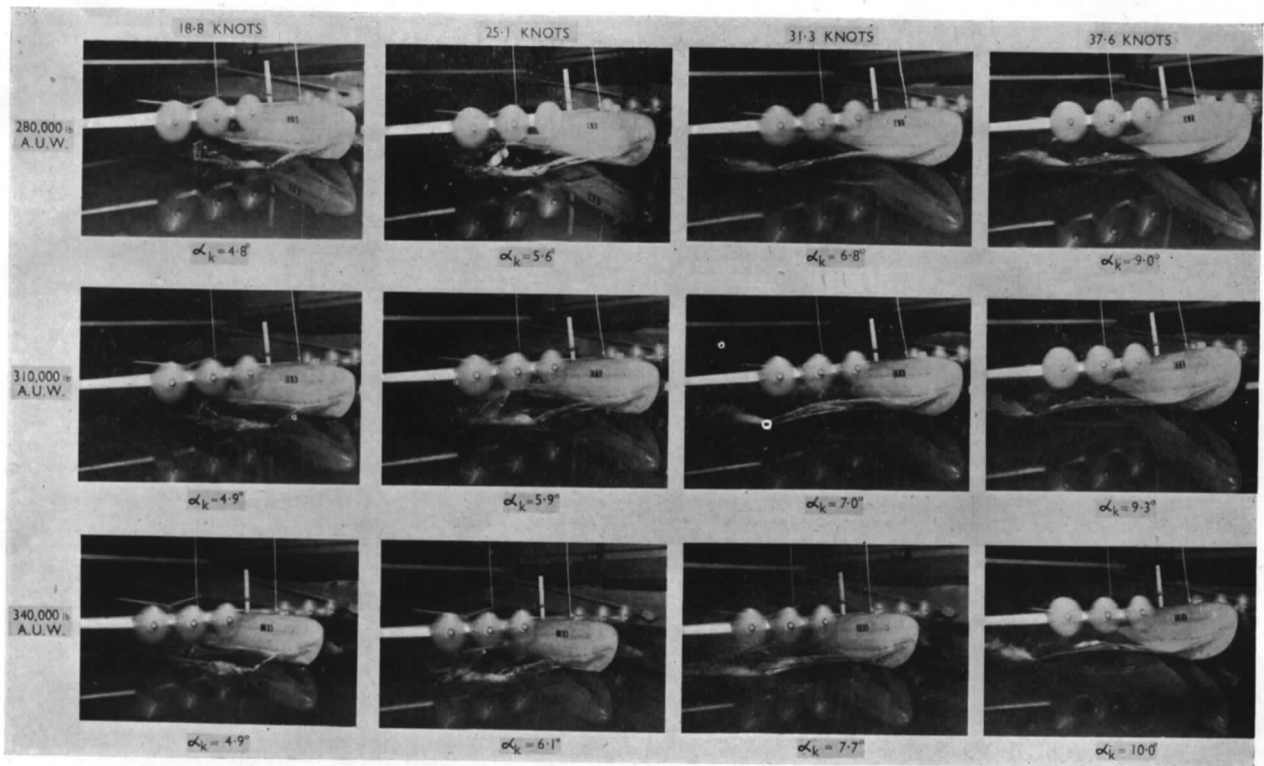 18·8 KNOTS
25·1 KNOTS
31·3 KNOTS
37·6 KNOTS
280,000 lb
A.U.W.
αk = 4·8°
αk = 5·6°
αk = 6·8°
αk = 9·0°
310,000 lb
A.U.W.
αk = 4·9°
αk = 5·9°
αk = 7·0°
αk = 9·3°
340,000 lb
A.U.W.
αk = 4·9°
αk = 6·1°
αk = 7·7°
αk = 10·0°